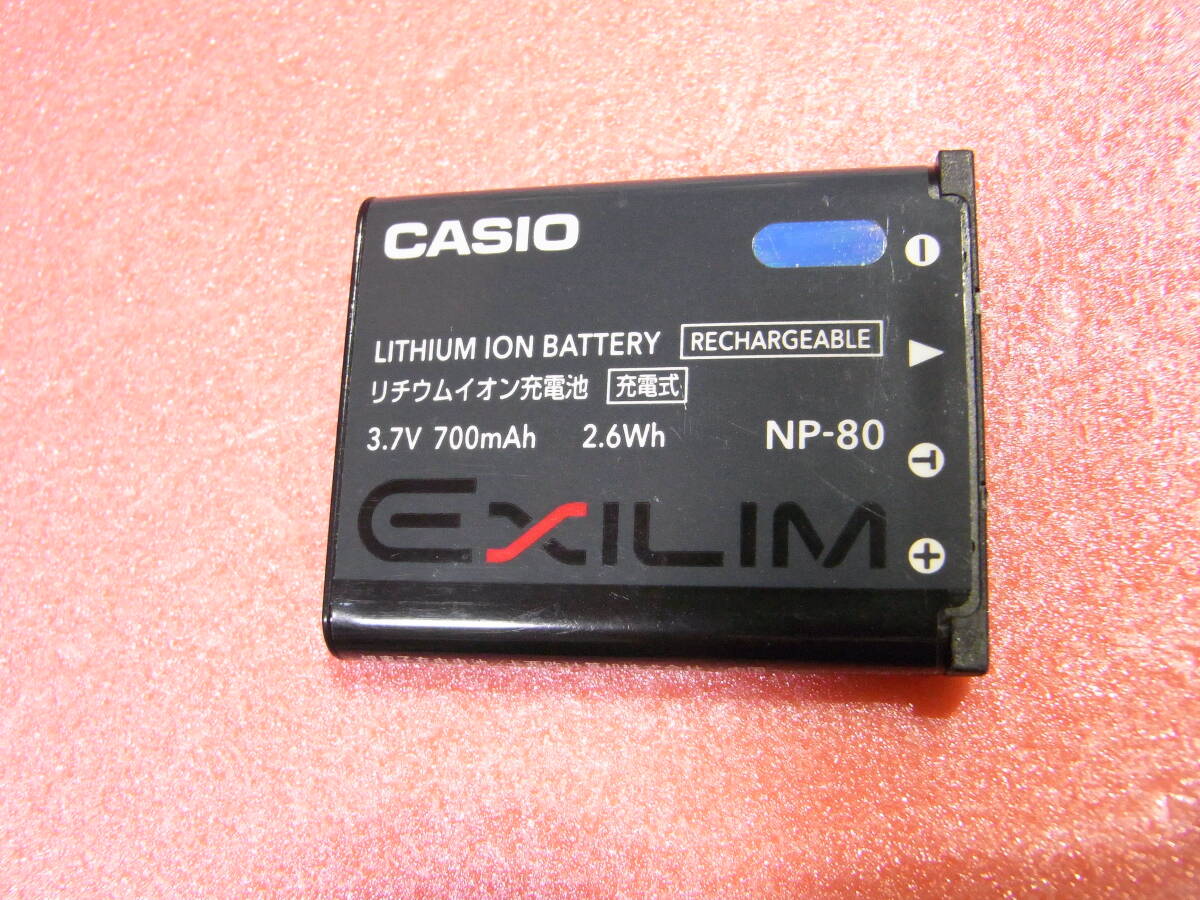 CASIO
LITHIUM ION BATTERY RECHARGEABLE
リチウムイオン充電池 充電式
3.7V 700mAh 2.6Wh NP-80
EXILIM
−
T
+